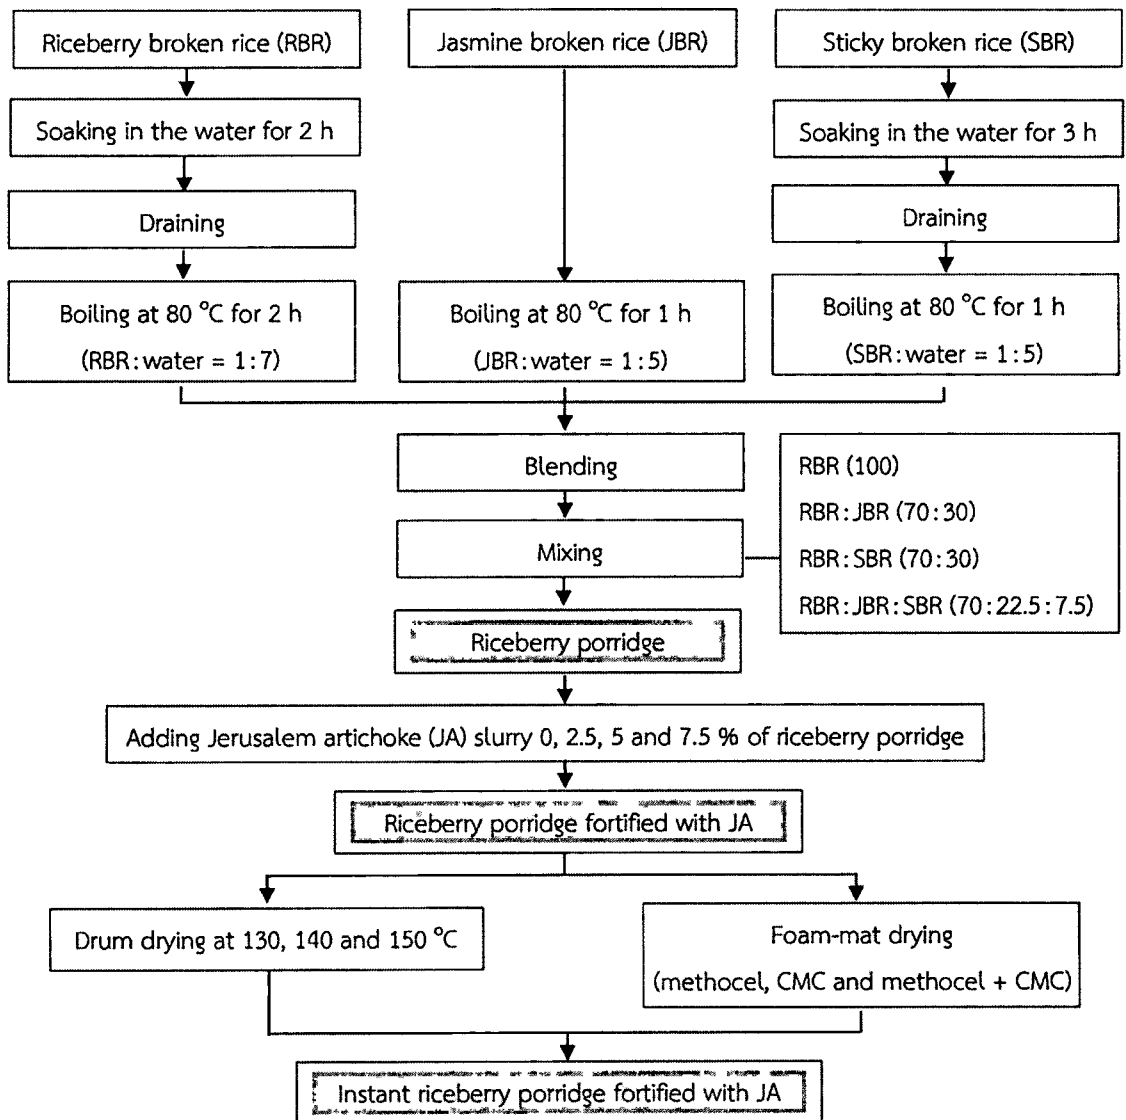 Riceberry broken rice (RBR)
Jasmine broken rice (JBR)
Sticky broken rice (SBR)
Soaking in the water for 2 h
Soaking in the water for 3 h
Draining
Draining
Boiling at 80 °C for 2 h
(RBR:water = 1:7)
Boiling at 80 °C for 1 h
(JBR:water = 1:5)
Boiling at 80 °C for 1 h
(SBR:water = 1:5)
Blending
Mixing
RBR (100)
RBR:JBR (70:30)
RBR:SBR (70:30)
RBR:JBR:SBR (70:22.5:7.5)
Riceberry porridge
Adding Jerusalem artichoke (JA) slurry 0, 2.5, 5 and 7.5 % of riceberry porridge
Riceberry porridge fortified with JA
Drum drying at 130, 140 and 150 °C
Foam-mat drying
(methocel, CMC and methocel + CMC)
Instant riceberry porridge fortified with JA